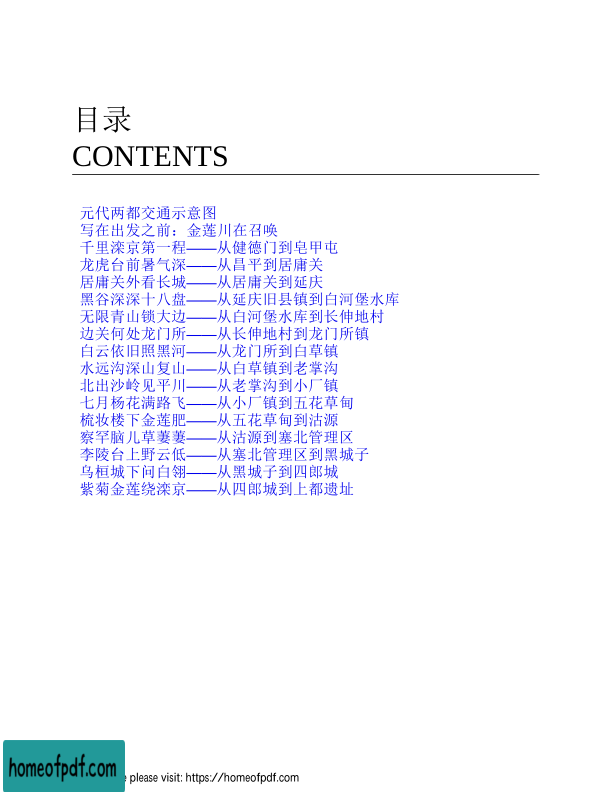 目录
CONTENTS
元代两都交通示意图
写在出发之前：金莲川在召唤
千里滦京第一程——从健德门到皂甲屯
龙虎台前暑气深——从昌平到居庸关
居庸关外看长城——从居庸关到延庆
黑谷深深十八盘——从延庆旧县镇到白河堡水库
无限青山锁大边——从白河堡水库到长伸地村
边关何处龙门所——从长伸地村到龙门所镇
白云依旧照黑河——从龙门所到白草镇
水远沟深山复山——从白草镇到老掌沟
北出沙岭见平川——从老掌沟到小厂镇
七月杨花满路飞——从小厂镇到五花草甸
梳妆楼下金莲肥——从五花草甸到沽源
察罕脑儿草萋萋——从沽源到塞北管理区
李陵台上野云低——从塞北管理区到黑城子
乌桓城下问白翎——从黑城子到四郎城
紫菊金莲绕滦京——从四郎城到上都遗址
homeofpdf.com
e please visit: https://homeofpdf.com